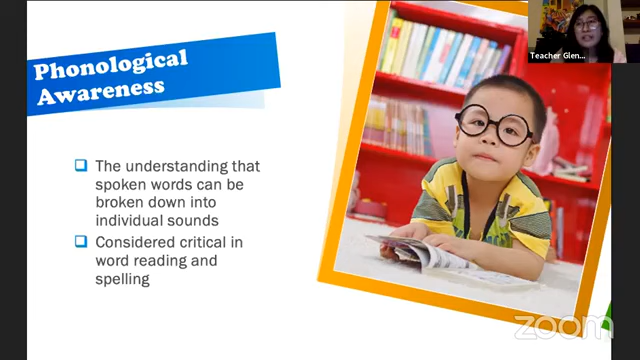 Phonological
Awareness
The understanding that
spoken words can be
broken down into
individual sounds
Considered critical in
word reading and
spelling
Teacher Glen...
zoom